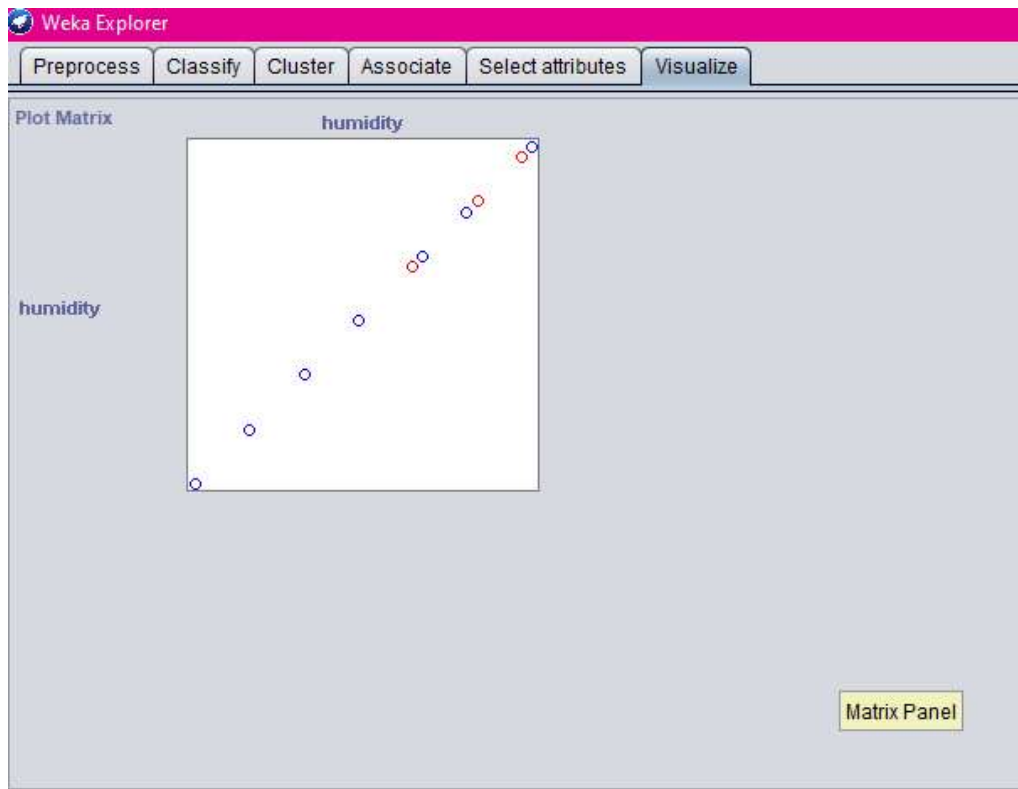 Weka Explorer
Preprocess Classify Cluster Associate Select attributes Visualize
Plot Matrix
humidity
humidity
Matrix Panel